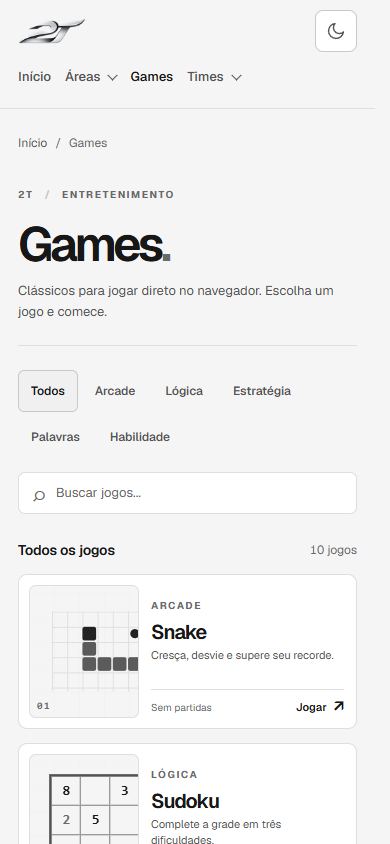 2T
Início Áreas Games Times
Início / Games
2T / ENTRETENIMENTO
Games.
Clássicos para jogar direto no navegador. Escolha um
jogo e comece.
Todos Arcade Lógica Estratégia
Palavras Habilidade
Buscar jogos...
Todos os jogos 10 jogos
ARCADE
Snake
Cresça, desvie e supere seu recorde.
01
Sem partidas Jogar
LÓGICA
8 3
2 5
Sudoku
Complete a grade em três
dificuldades.